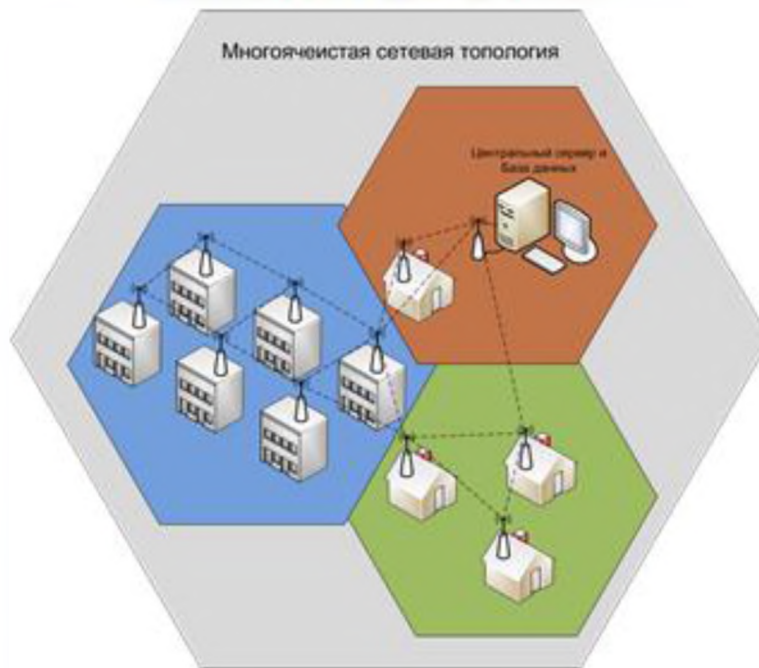 Многоячеистая сетевая топология
Центральный сервер и
База данных